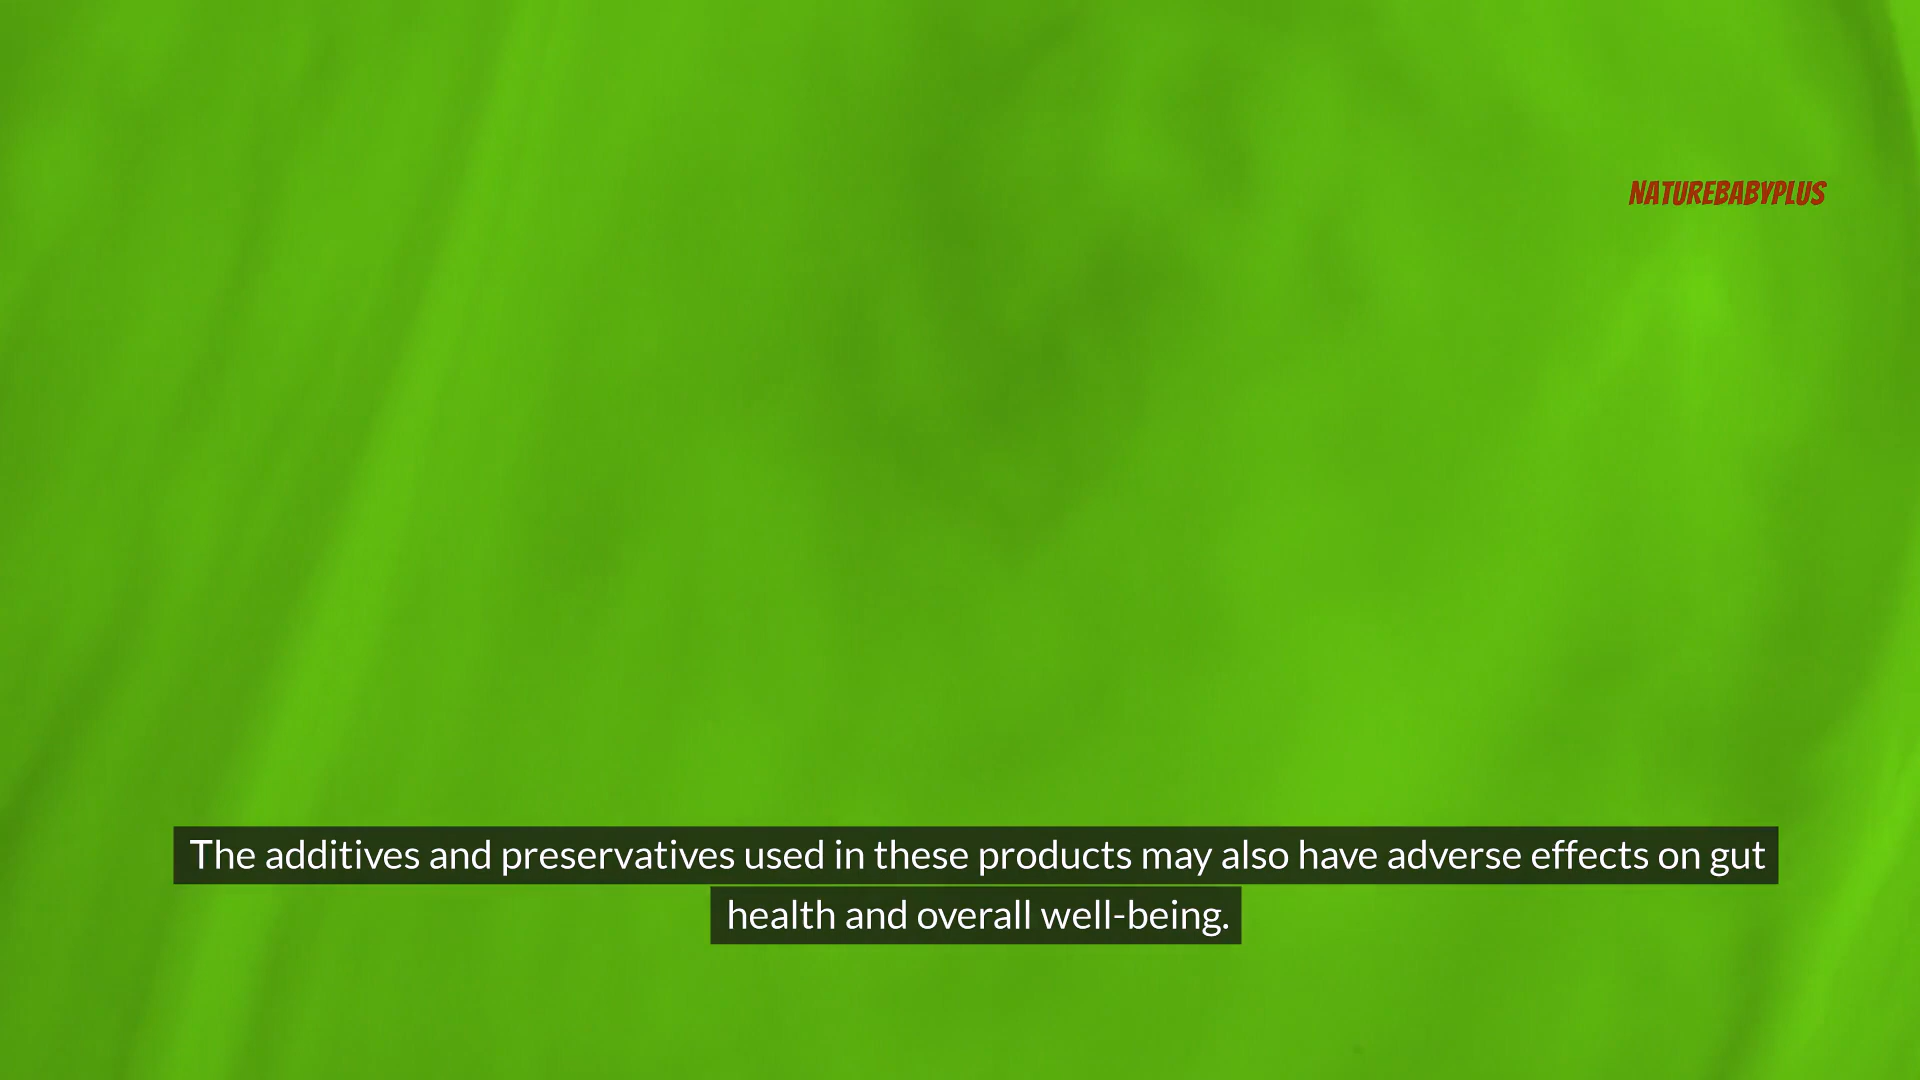 NATUREBABYPLUS
The additives and preservatives used in these products may also have adverse effects on gut
health and overall well-being.